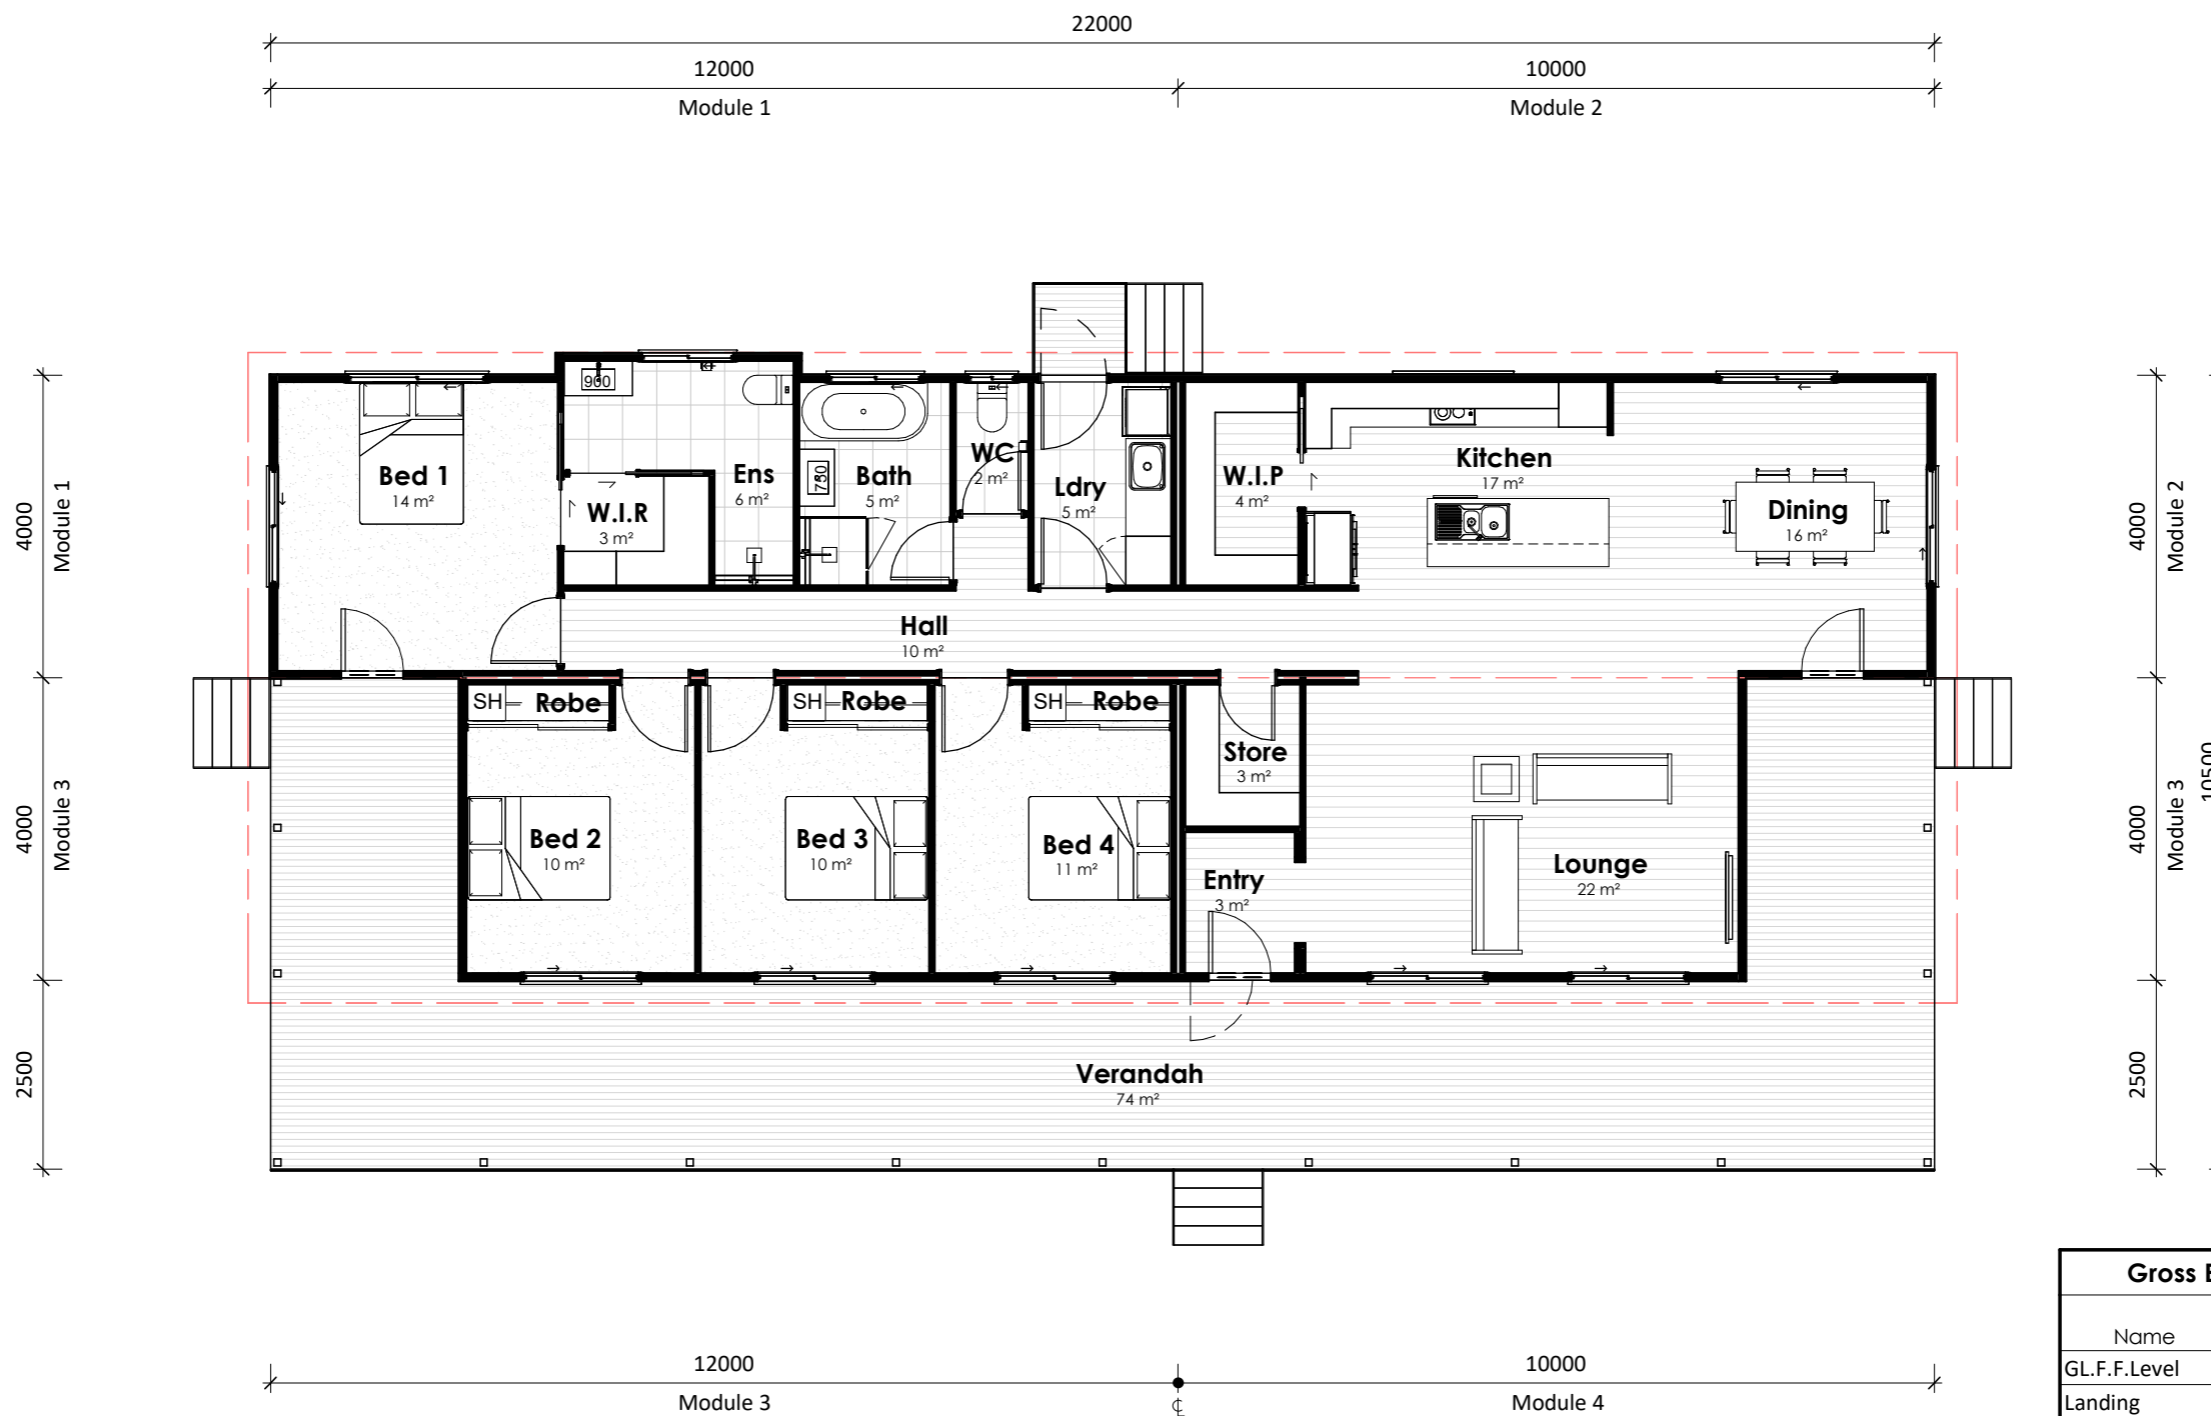 22000
12000
10000
Module 1
Module 2
900
Bed 1
14 m²
Ens
6 m²
W.I.R
3 m²
750
Bath
5 m²
WC
2 m²
Ldry
5 m²
W.I.P
4 m²
Kitchen
17 m²
Dining
16 m²
4000
Module 1
4000
Module 2
Hall
10 m²
SH
Robe
SH
Robe
SH
Robe
Store
3 m²
Bed 2
10 m²
Bed 3
10 m²
Bed 4
11 m²
Entry
3 m²
Lounge
22 m²
4000
Module 3
4000
Module 3
10500
2500
2500
Verandah
74 m²
12000
10000
Module 3
Module 4
Gross
Name
GL.F.F.Level
Landing